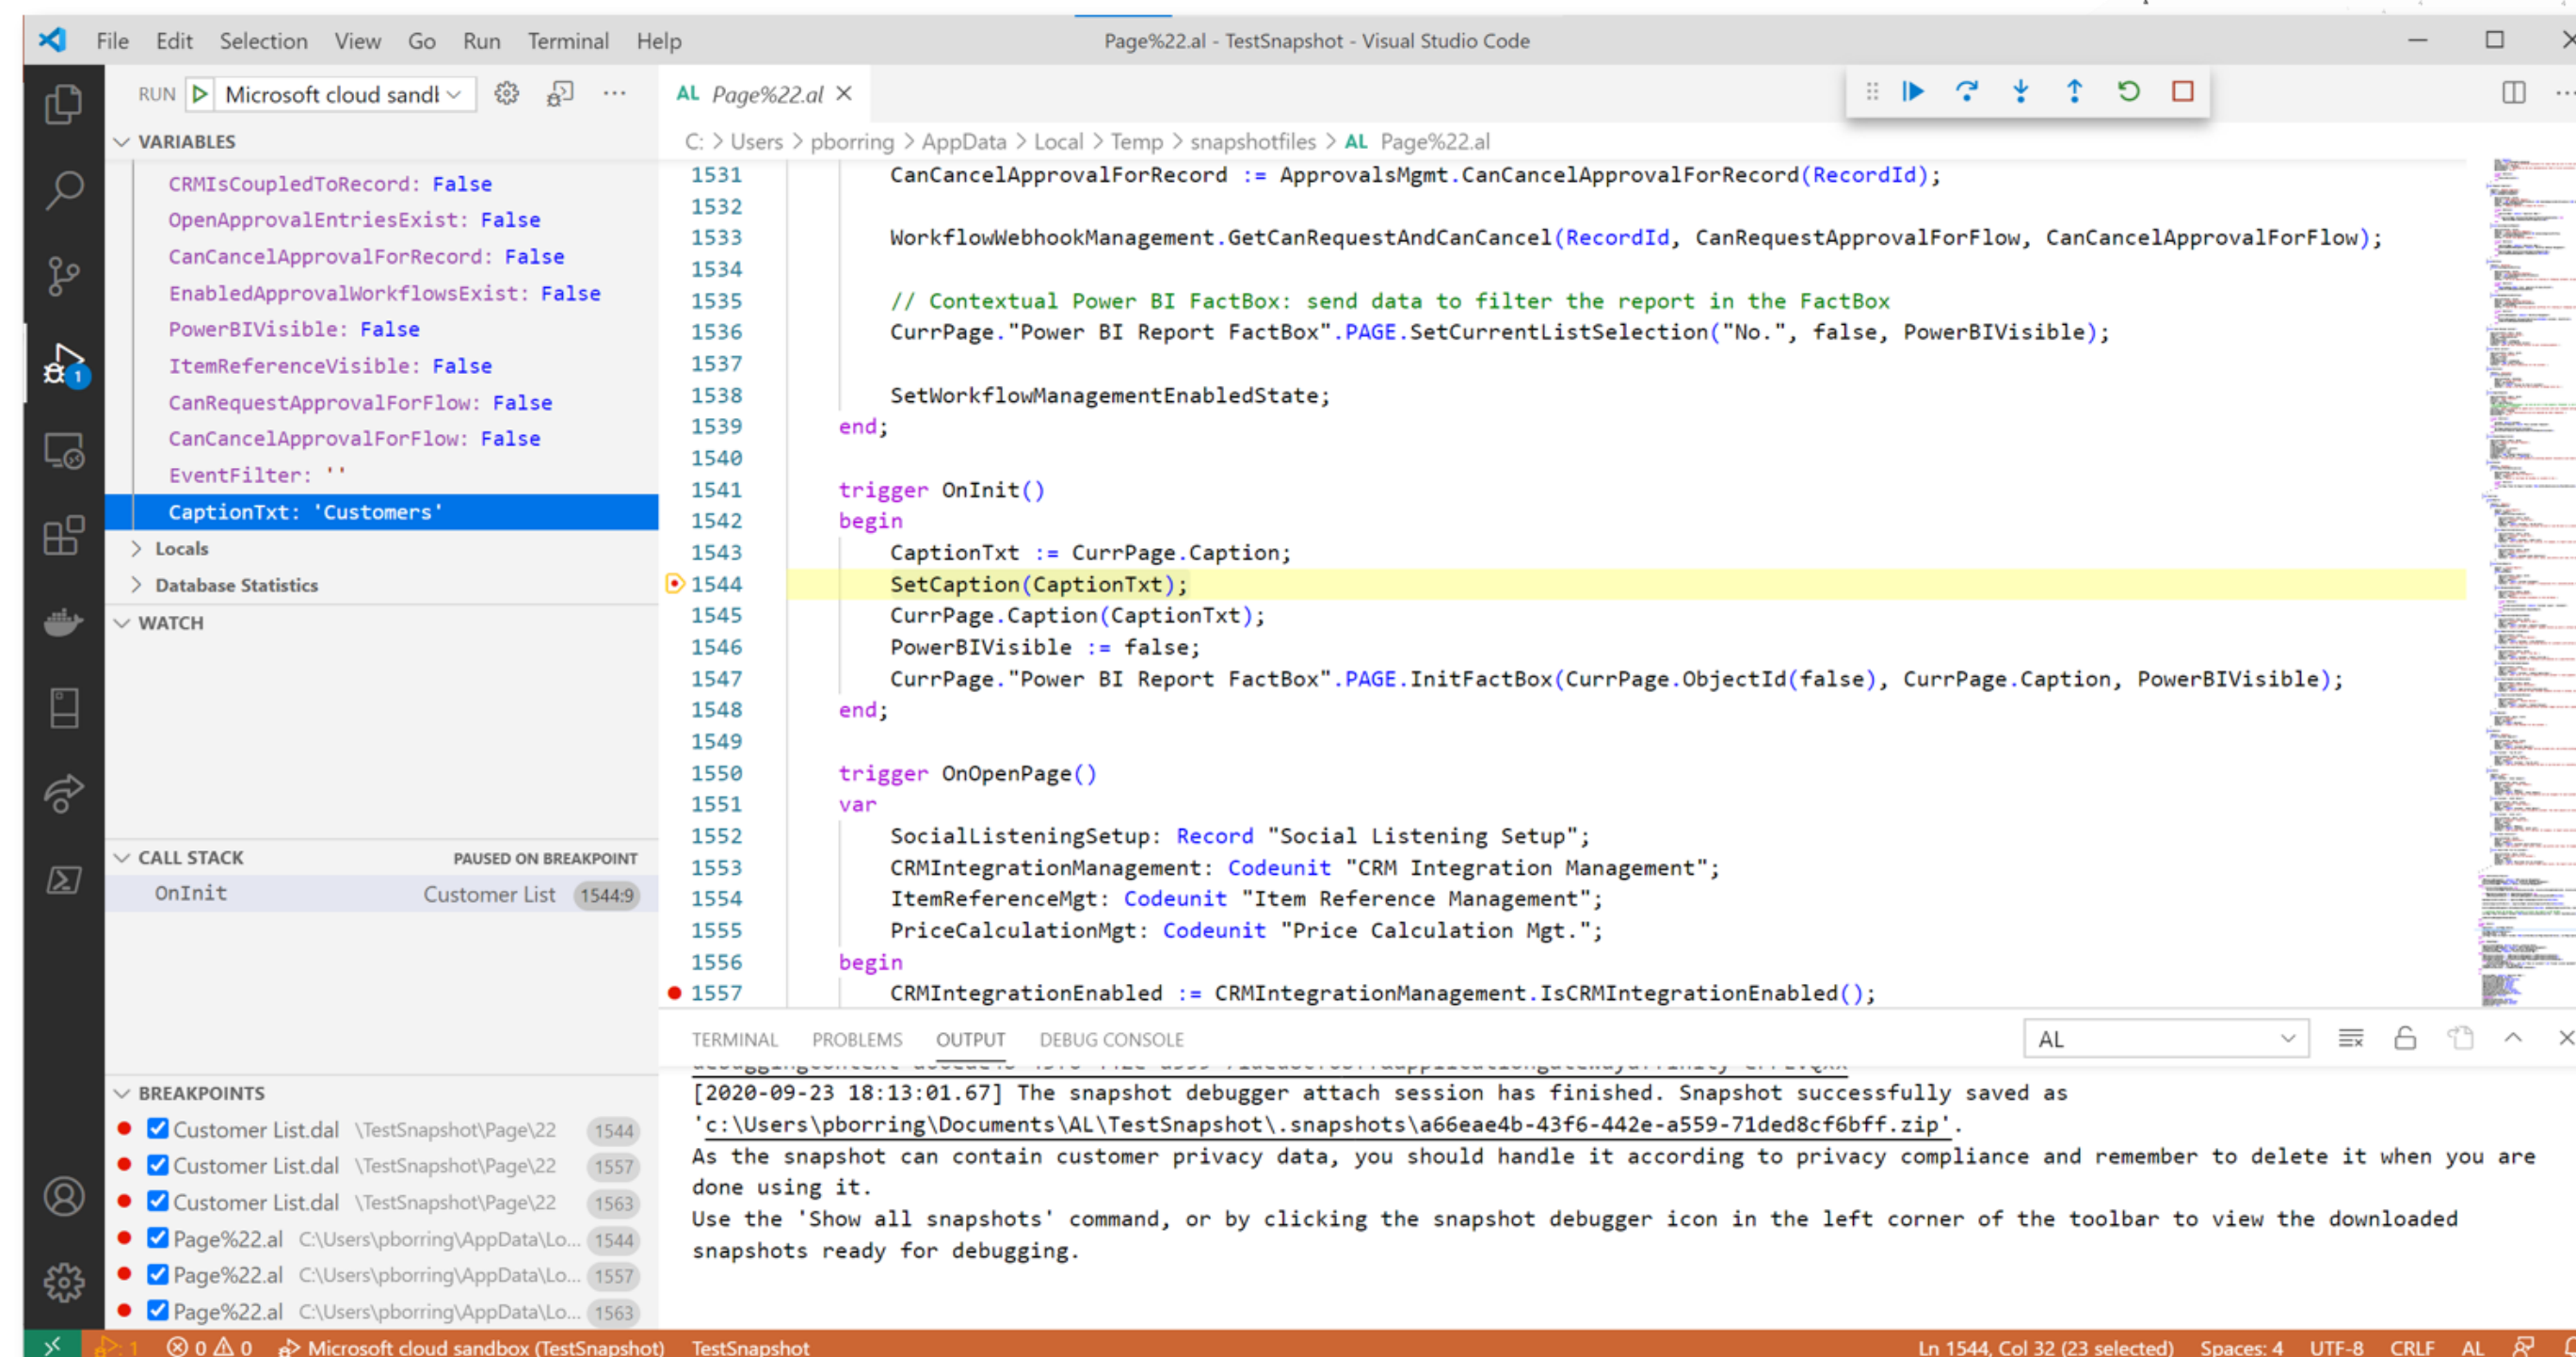 File Edit Selection View Go Run Terminal Help
Page%22.al - TestSnapshot - Visual Studio Code
RUN Microsoft cloud sandl
VARIABLES
CRMIsCoupledToRecord: False
OpenApprovalEntriesExist: False
CanCancelApprovalForRecord: False
EnabledApprovalWorkflowsExist: False
PowerBIVisible: False
ItemReferenceVisible: False
CanRequestApprovalForFlow: False
CanCancelApprovalForFlow: False
EventFilter: ''
CaptionTxt: 'Customers'
Locals
Database Statistics
WATCH
CALL STACK PAUSED ON BREAKPOINT
OnInit Customer List 1544:9
BREAKPOINTS
Customer List.dal \TestSnapshot\Page\22 1544
Customer List.dal \TestSnapshot\Page\22 1557
Customer List.dal \TestSnapshot\Page\22 1563
Page%22.al C:\Users\pborring\AppData\Lo... 1544
Page%22.al C:\Users\pborring\AppData\Lo... 1557
Page%22.al C:\Users\pborring\AppData\Lo... 1563
AL Page%22.al
C: > Users > pborring > AppData > Local > Temp > snapshotfiles > AL Page%22.al
1531 CanCancelApprovalForRecord := ApprovalsMgmt.CanCancelApprovalForRecord(RecordId);
1532
1533 WorkflowWebhookManagement.GetCanRequestAndCanCancel(RecordId, CanRequestApprovalForFlow, CanCancelApprovalForFlow);
1534
1535 // Contextual Power BI FactBox: send data to filter the report in the FactBox
1536 CurrPage."Power BI Report FactBox".PAGE.SetCurrentListSelection("No.", false, PowerBIVisible);
1537
1538 SetWorkflowManagementEnabledState;
1539 end;
1540
1541 trigger OnInit()
1542 begin
1543 CaptionTxt := CurrPage.Caption;
1544 SetCaption(CaptionTxt);
1545 CurrPage.Caption(CaptionTxt);
1546 PowerBIVisible := false;
1547 CurrPage."Power BI Report FactBox".PAGE.InitFactBox(CurrPage.ObjectId(false), CurrPage.Caption, PowerBIVisible);
1548 end;
1549
1550 trigger OnOpenPage()
1551 var
1552 SocialListeningSetup: Record "Social Listening Setup";
1553 CRMIntegrationManagement: Codeunit "CRM Integration Management";
1554 ItemReferenceMgt: Codeunit "Item Reference Management";
1555 PriceCalculationMgt: Codeunit "Price Calculation Mgt.";
1556 begin
1557 CRMIntegrationEnabled := CRMIntegrationManagement.IsCRMIntegrationEnabled();
TERMINAL PROBLEMS OUTPUT DEBUG CONSOLE AL
[2020-09-23 18:13:01.67] The snapshot debugger attach session has finished. Snapshot successfully saved as
'c:\Users\pborring\Documents\AL\TestSnapshot\.snapshots\a66eae4b-43f6-442e-a559-71ded8cf6bff.zip'.
As the snapshot can contain customer privacy data, you should handle it according to privacy compliance and remember to delete it when you are
done using it.
Use the 'Show all snapshots' command, or by clicking the snapshot debugger icon in the left corner of the toolbar to view the downloaded
snapshots ready for debugging.
: 1 0 0 Microsoft cloud sandbox (TestSnapshot) TestSnapshot Ln 1544, Col 32 (23 selected) Spaces: 4 UTF-8 CRLF AL